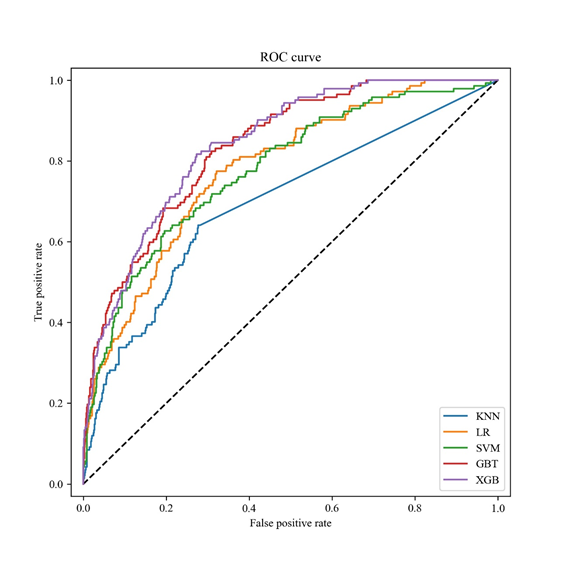 ROC curve
True positive rate
1.0
0.8
0.6
0.4
0.2
0.0
0.0 0.2 0.4 0.6 0.8 1.0
False positive rate
KNN
LR
SVM
GBT
XGB